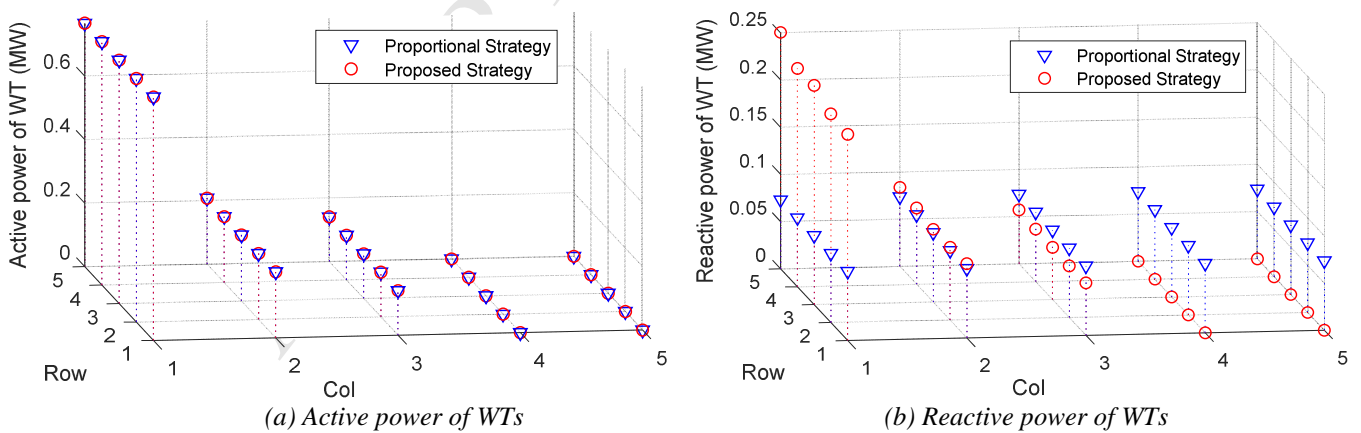 Active power of WT (MW)
0.6
0.4
0.2
0
5
4
3
2
1
Row
1
2
3
4
5
Col
Proportional Strategy
Proposed Strategy
(a) Active power of WTs
Reactive power of WT (MW)
0.25
0.2
0.15
0.1
0.05
0
5
4
3
2
1
Row
1
2
3
4
5
Col
Proportional Strategy
Proposed Strategy
(b) Reactive power of WTs